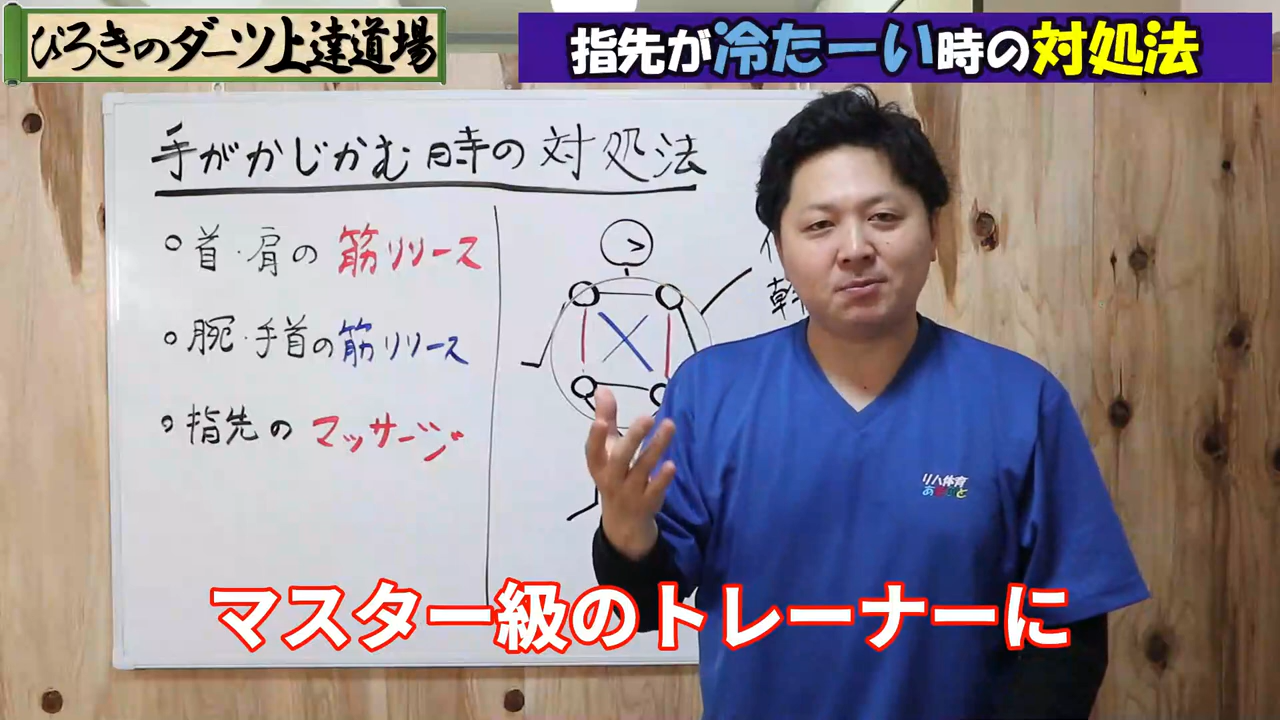 ひろきのダーツ上達道場
指先が冷たーい時の対処法
手がかじかむ時の対処法
○首・肩の筋リリース
○腕・手首の筋リリース
○指先のマッサージ
幹
リハ体育
マスター級のトレーナーに